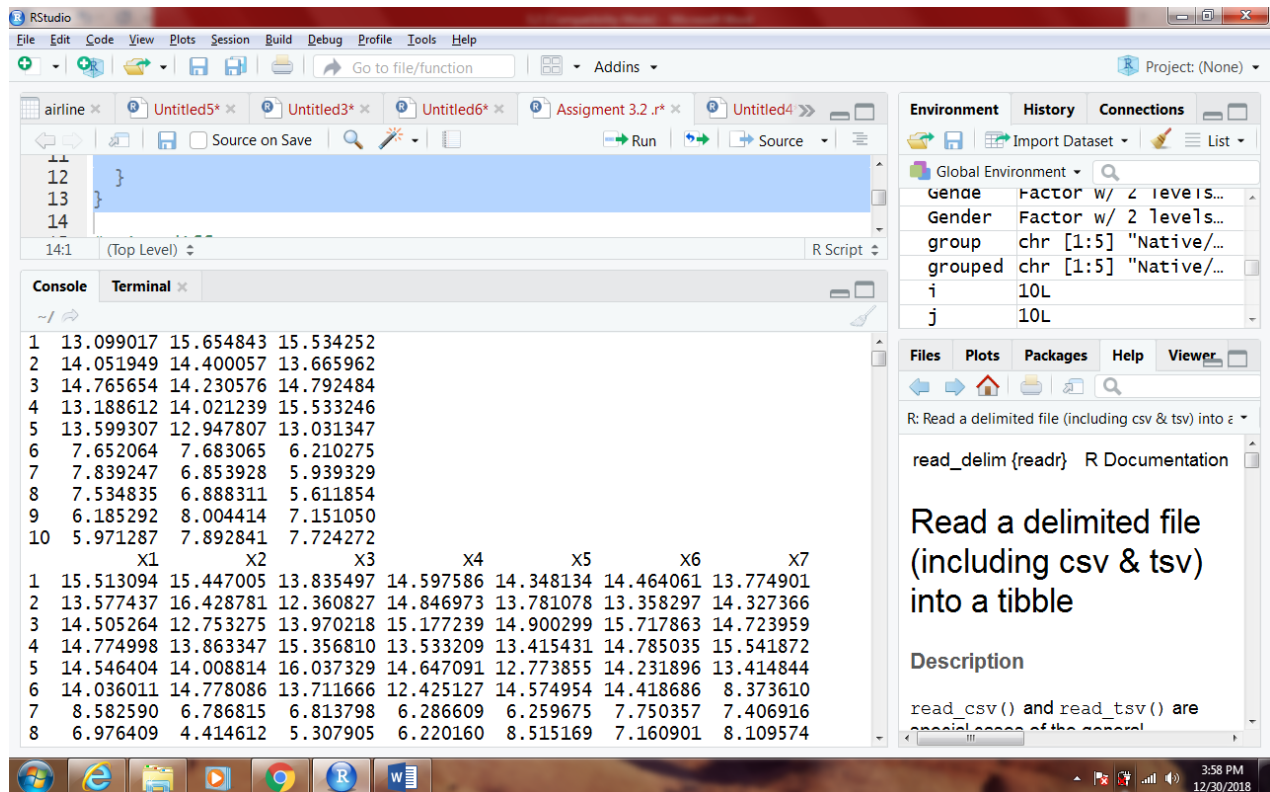 RStudio
File Edit Code View Plots Session Build Debug Profile Tools Help
Go to file/function Addins Project: (None)
airline Untitled5* Untitled3* Untitled6* Assigment 3.2 .r* Untitled4
Source on Save Run Source
11
12 }
13 }
14
14:1 (Top Level) R Script
Console Terminal
~/
1 13.099017 15.654843 15.534252
2 14.051949 14.400057 13.665962
3 14.765654 14.230576 14.792484
4 13.188612 14.021239 15.533246
5 13.599307 12.947807 13.031347
6 7.652064 7.683065 6.210275
7 7.839247 6.853928 5.939329
8 7.534835 6.888311 5.611854
9 6.185292 8.004414 7.151050
10 5.971287 7.892841 7.724272
x1 x2 x3 x4 x5 x6 x7
1 15.513094 15.447005 13.835497 14.597586 14.348134 14.464061 13.774901
2 13.577437 16.428781 12.360827 14.846973 13.781078 13.358297 14.327366
3 14.505264 12.753275 13.970218 15.177239 14.900299 15.717863 14.723959
4 14.774998 13.863347 15.356810 13.533209 13.415431 14.785035 15.541872
5 14.546404 14.008814 16.037329 14.647091 12.773855 14.231896 13.414844
6 14.036011 14.778086 13.711666 12.425127 14.574954 14.418686 8.373610
7 8.582590 6.786815 6.813798 6.286609 6.259675 7.750357 7.406916
8 6.976409 4.414612 5.307905 6.220160 8.515169 7.160901 8.109574
Environment History Connections
Import Dataset List
Global Environment
Gende Factor w/ 2 levels…
Gender Factor w/ 2 levels…
group chr [1:5] "Native/…
grouped chr [1:5] "Native/…
i 10L
j 10L
Files Plots Packages Help Viewer
R: Read a delimited file (including csv & tsv) into a
read_delim {readr} R Documentation
Read a delimited file
(including csv & tsv)
into a tibble
Description
read_csv() and read_tsv() are
special cases of the general
3:58 PM
12/30/2018